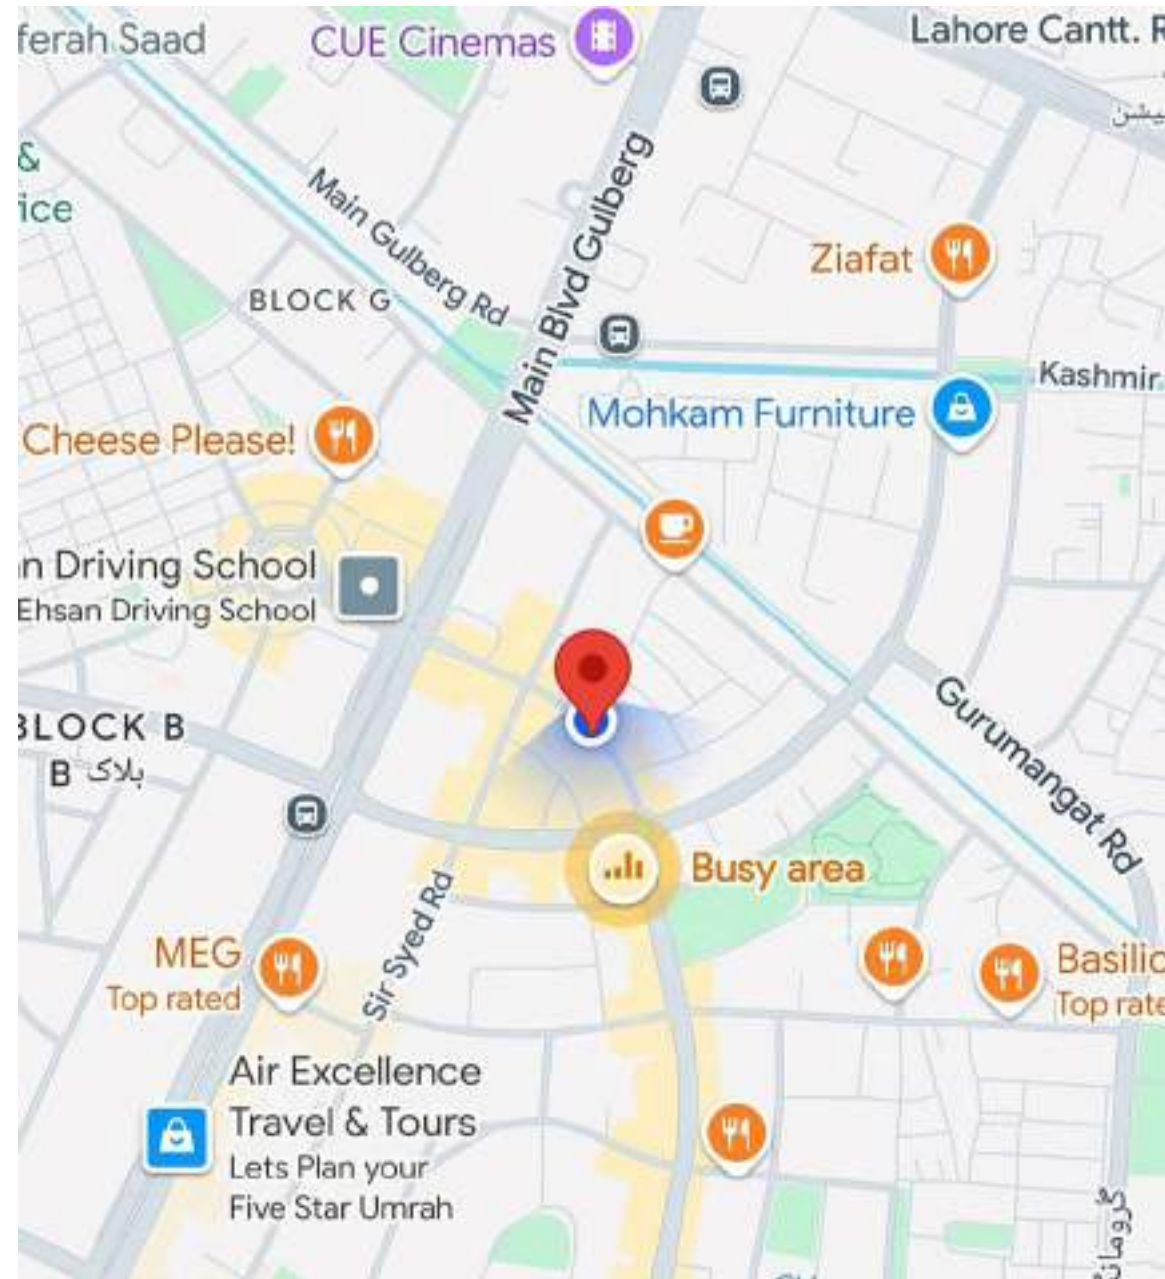 ferah Saad
CUE Cinemas
Lahore Cantt. R
یشن
&
ice
Main Gulberg Rd
Main Blvd Gulberg
Ziafat
BLOCK G
Kashmir
Mohkam Furniture
Cheese Please!
n Driving School
Ehsan Driving School
BLOCK B
بلاک B
Gurumangat Rd
Busy area
Sir Syed Rd
MEG
Top rated
Basilic
Top rate
Air Excellence
Travel & Tours
Lets Plan your
Five Star Umrah
گرومانگ